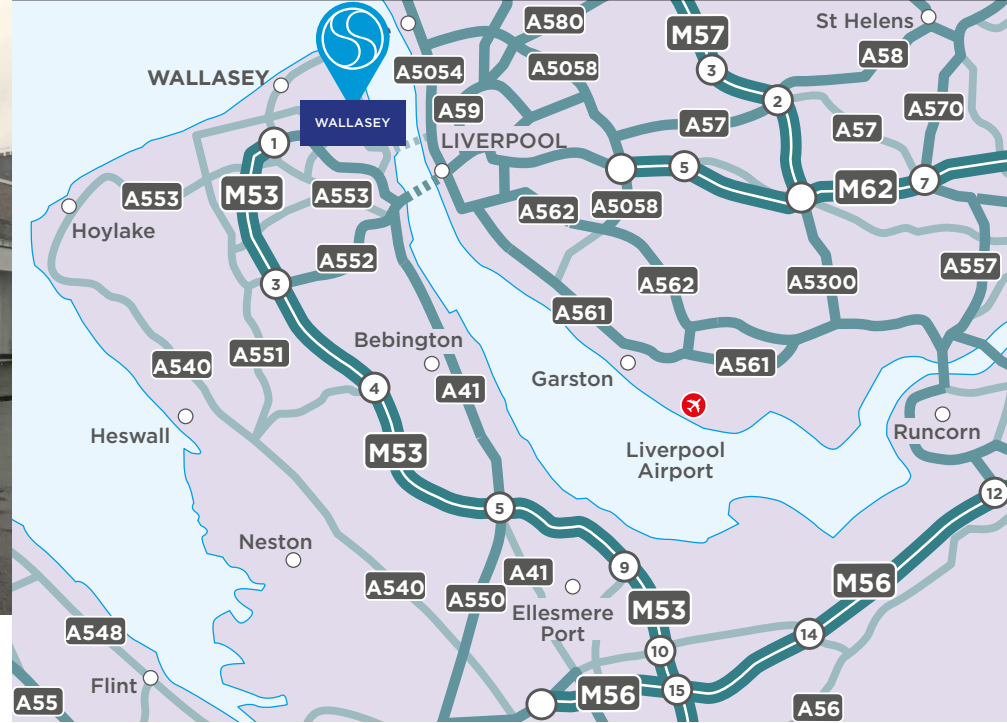 A580
St Helens
M57
A58
WALLASEY
A5054
A5058
3
2
A59
A570
WALLASEY
A57
A57
1
LIVERPOOL
5
7
M62
M53
A553
A553
A562
A5058
Hoylake
A552
A557
A562
A5300
3
A561
Bebington
A551
A540
A561
Garston
A41
4
Heswall
Runcorn
Liverpool
Airport
M53
12
5
Neston
9
A41
M56
A540
A550
Ellesmere
Port
M53
A548
14
10
Flint
M56
15
A55
A56